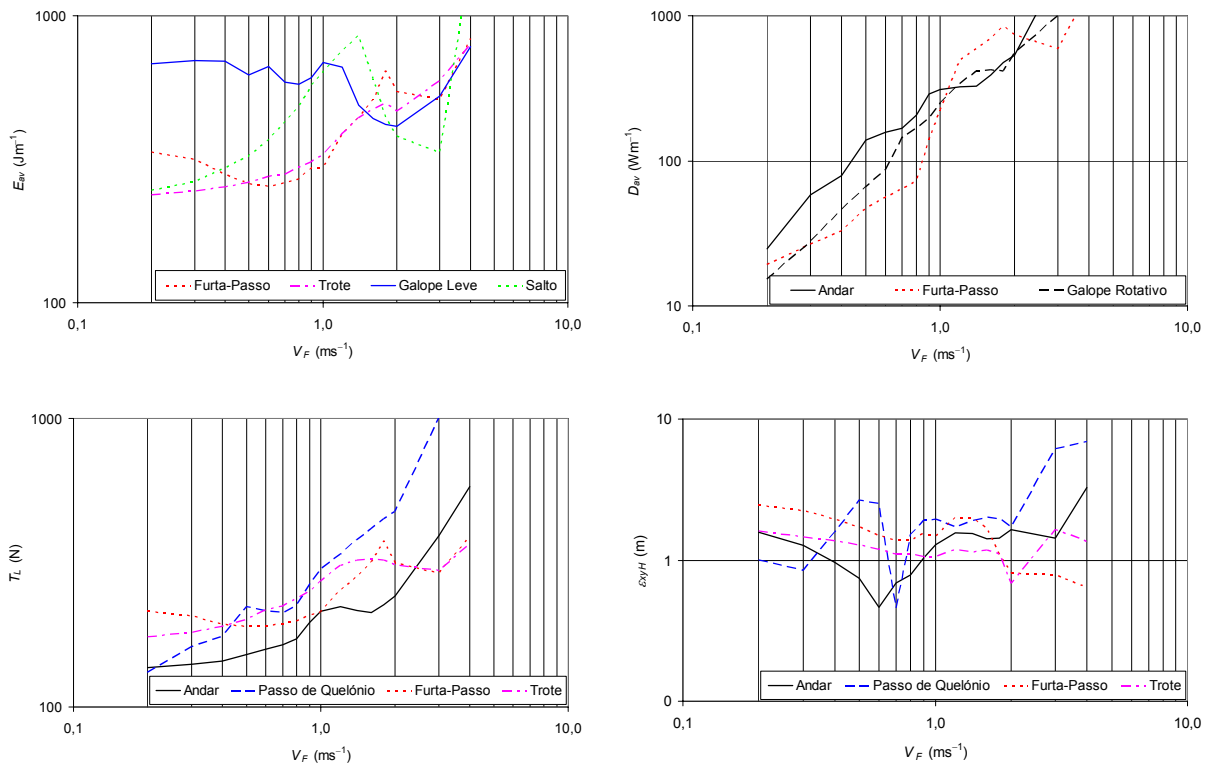 1000
E_av (Jm⁻¹)
100
Furta-Passo Trote Galope Leve Salto
0,1 1,0 10,0
V_F (ms⁻¹)
1000
100
D_av (Wm⁻¹)
10
Andar Furta-Passo Galope Rotativo
0,1 1,0 10,0
V_F (ms⁻¹)
1000
T_L (N)
100
Andar Passo de Quelónio Furta-Passo Trote
0,1 1,0 10,0
V_F (ms⁻¹)
10
1
ε_xyH (m)
0
Andar Passo de Quelónio Furta-Passo Trote
0,1 1,0 10,0
V_F (ms⁻¹)